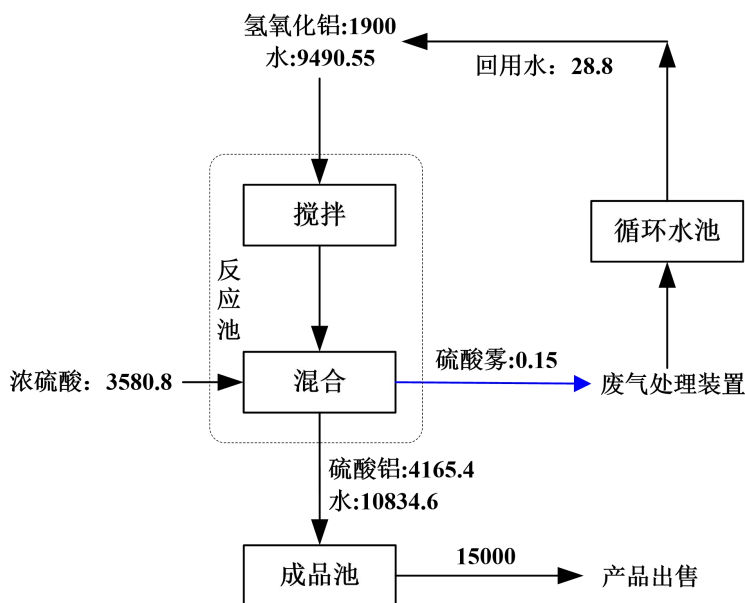 氢氧化铝:1900
水:9490.55
回用水：28.8
搅拌
循环水池
反
应
池
硫酸雾:0.15
浓硫酸：3580.8
混合
废气处理装置
硫酸铝:4165.4
水:10834.6
成品池
15000
产品出售